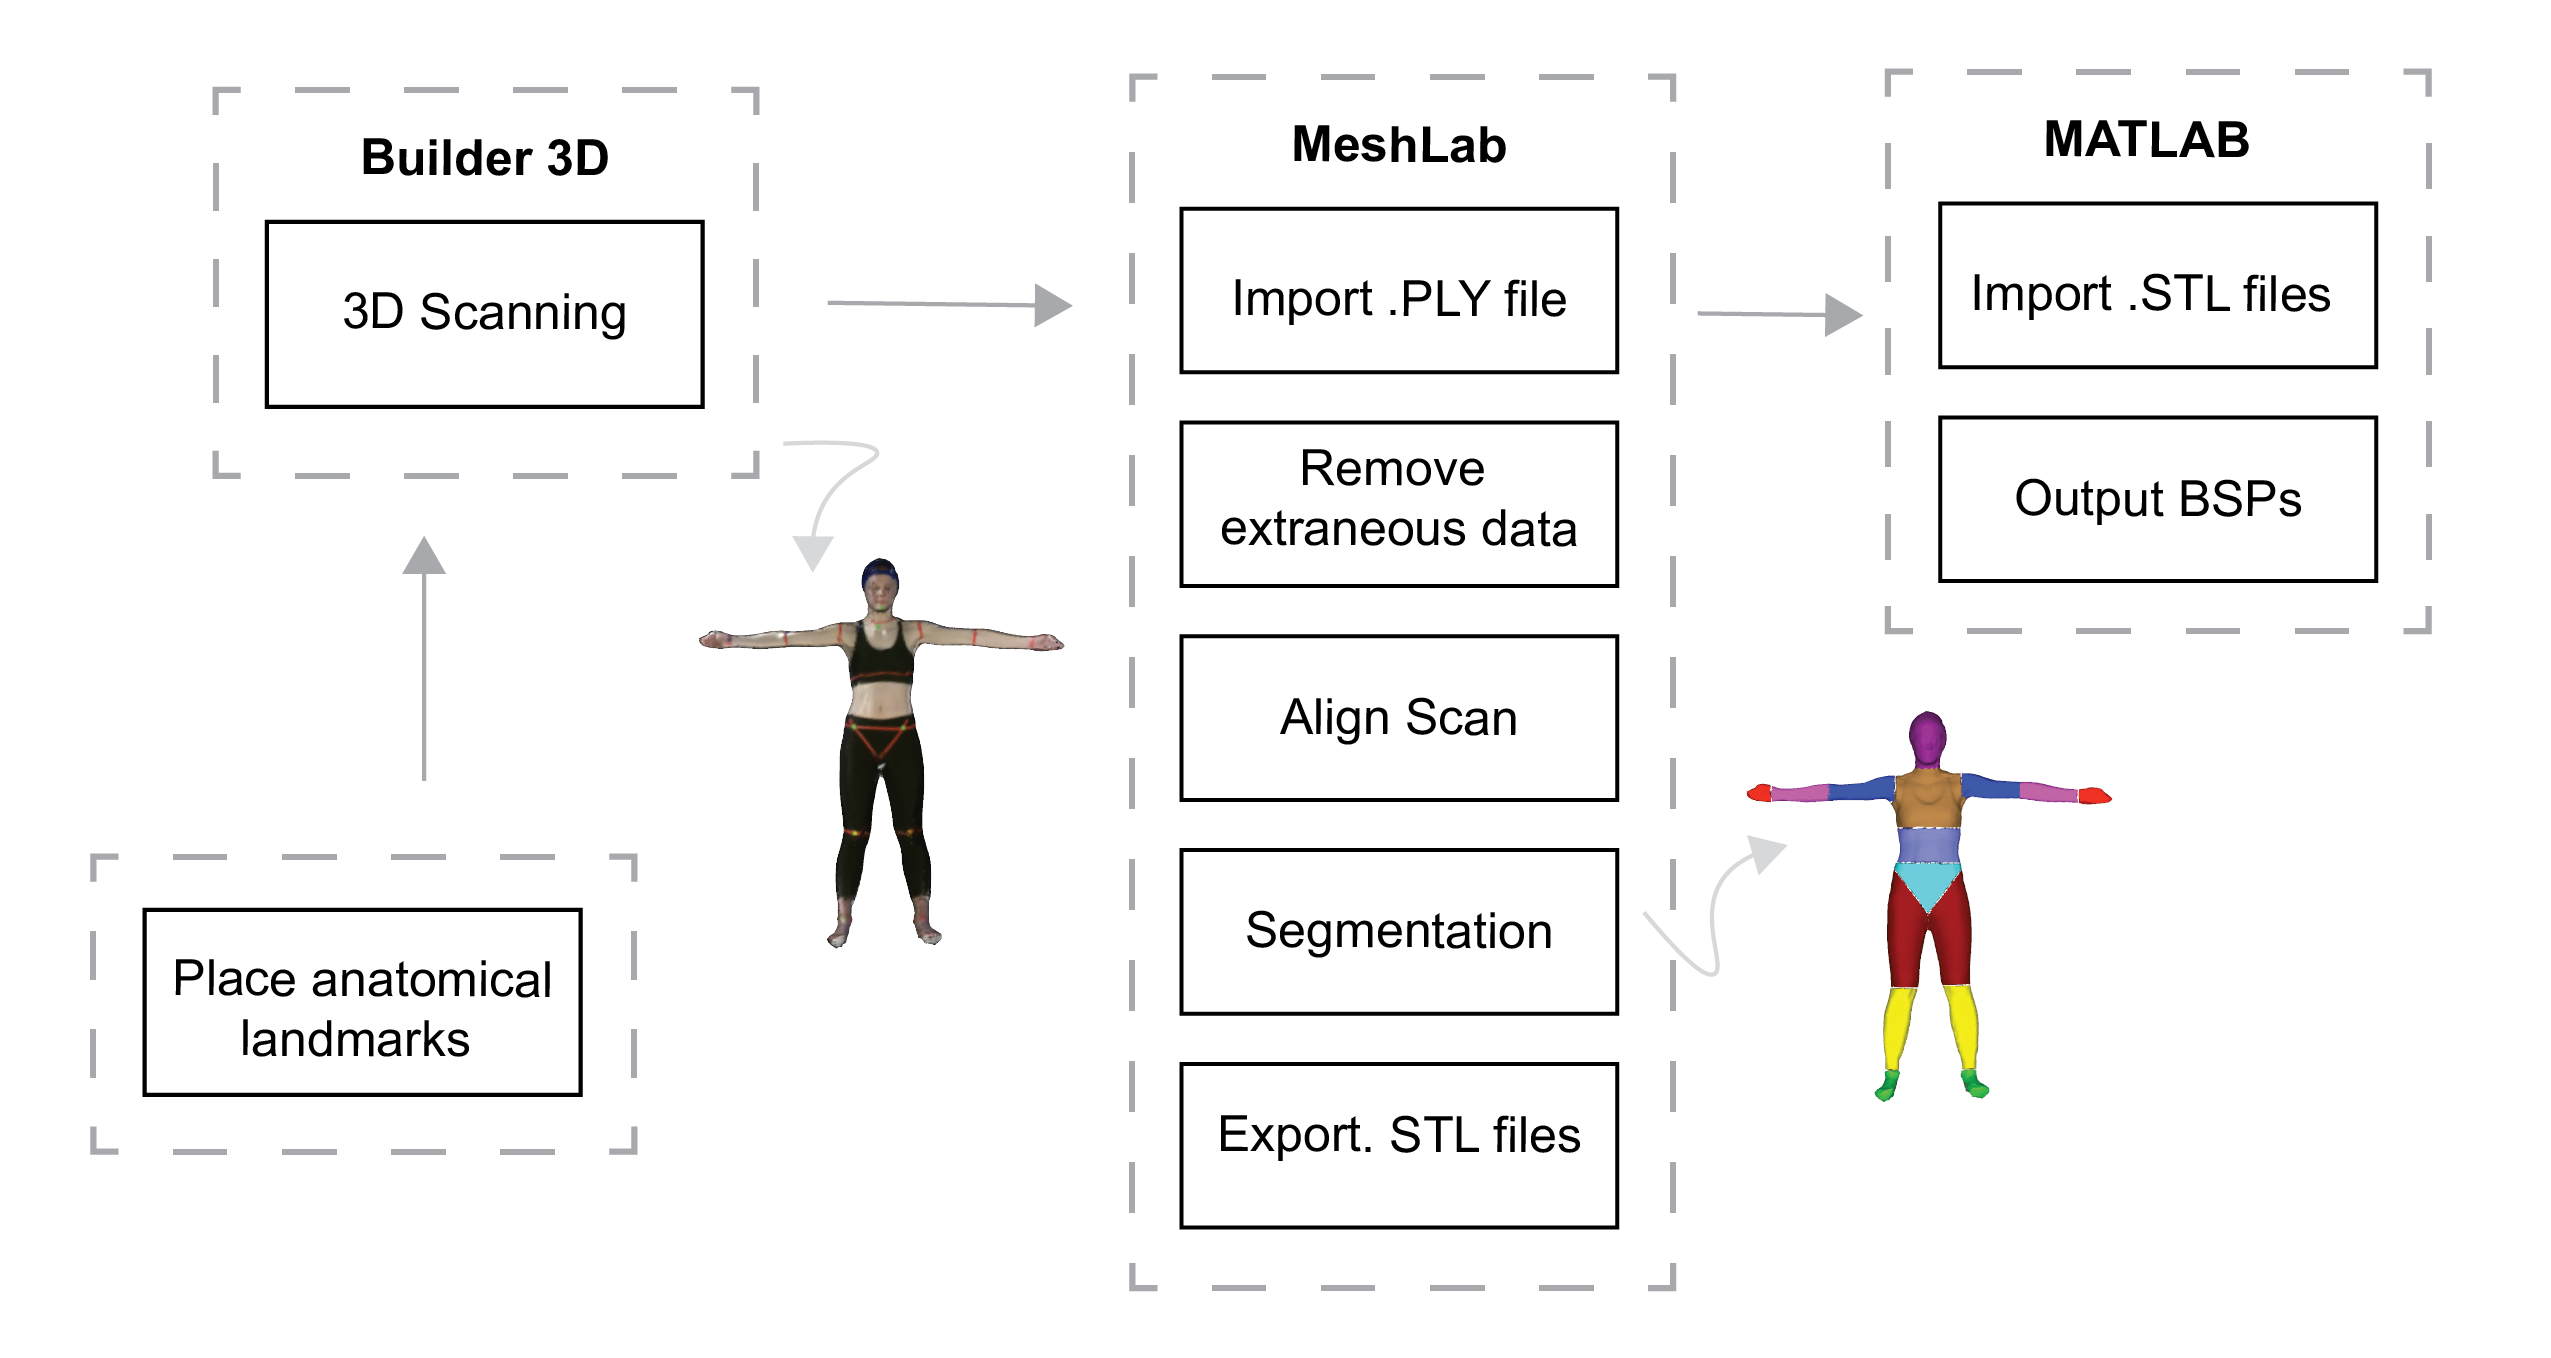 Builder 3D
3D Scanning
Place anatomical
landmarks
MeshLab
Import .PLY file
Remove
extraneous data
Align Scan
Segmentation
Export. STL files
MATLAB
Import .STL files
Output BSPs